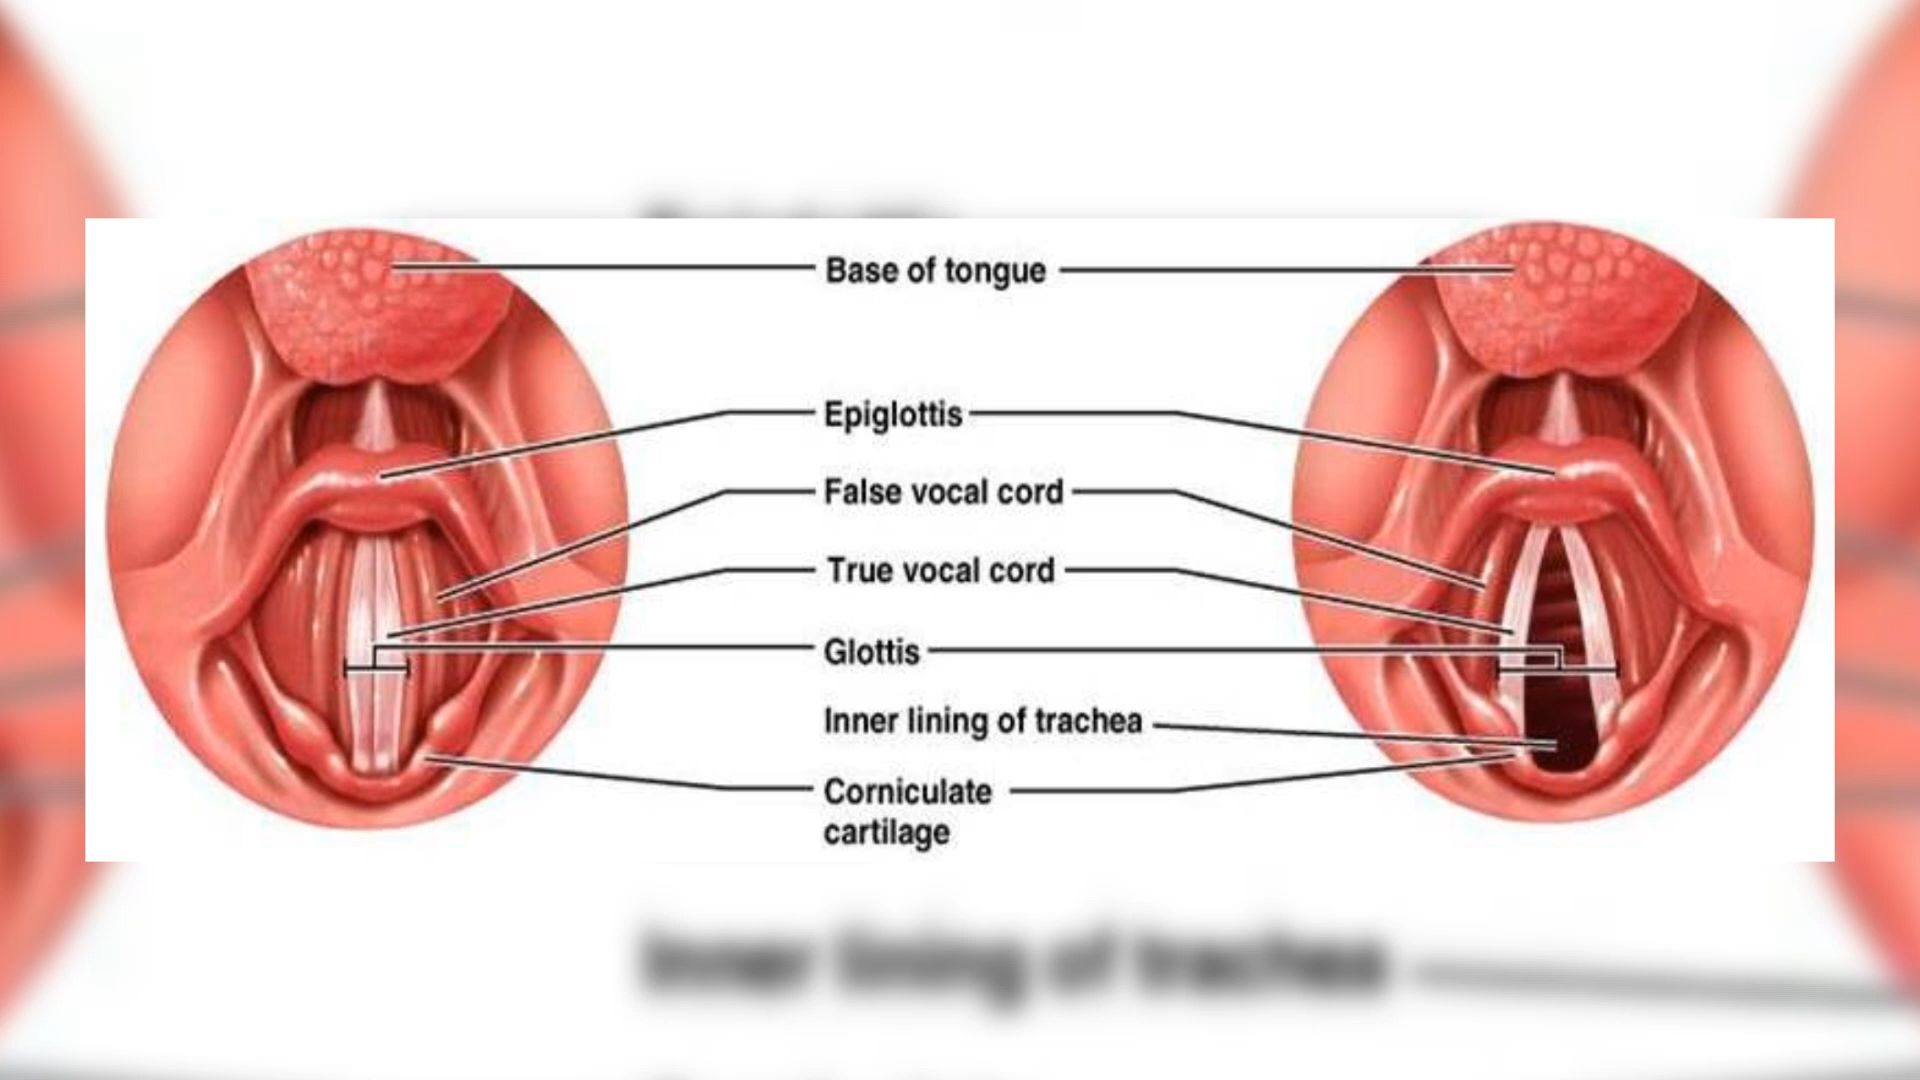 Base of tongue
Epiglottis
False vocal cord
True vocal cord
Glottis
Inner lining of trachea
Corniculate
cartilage
Inner lining of trachea